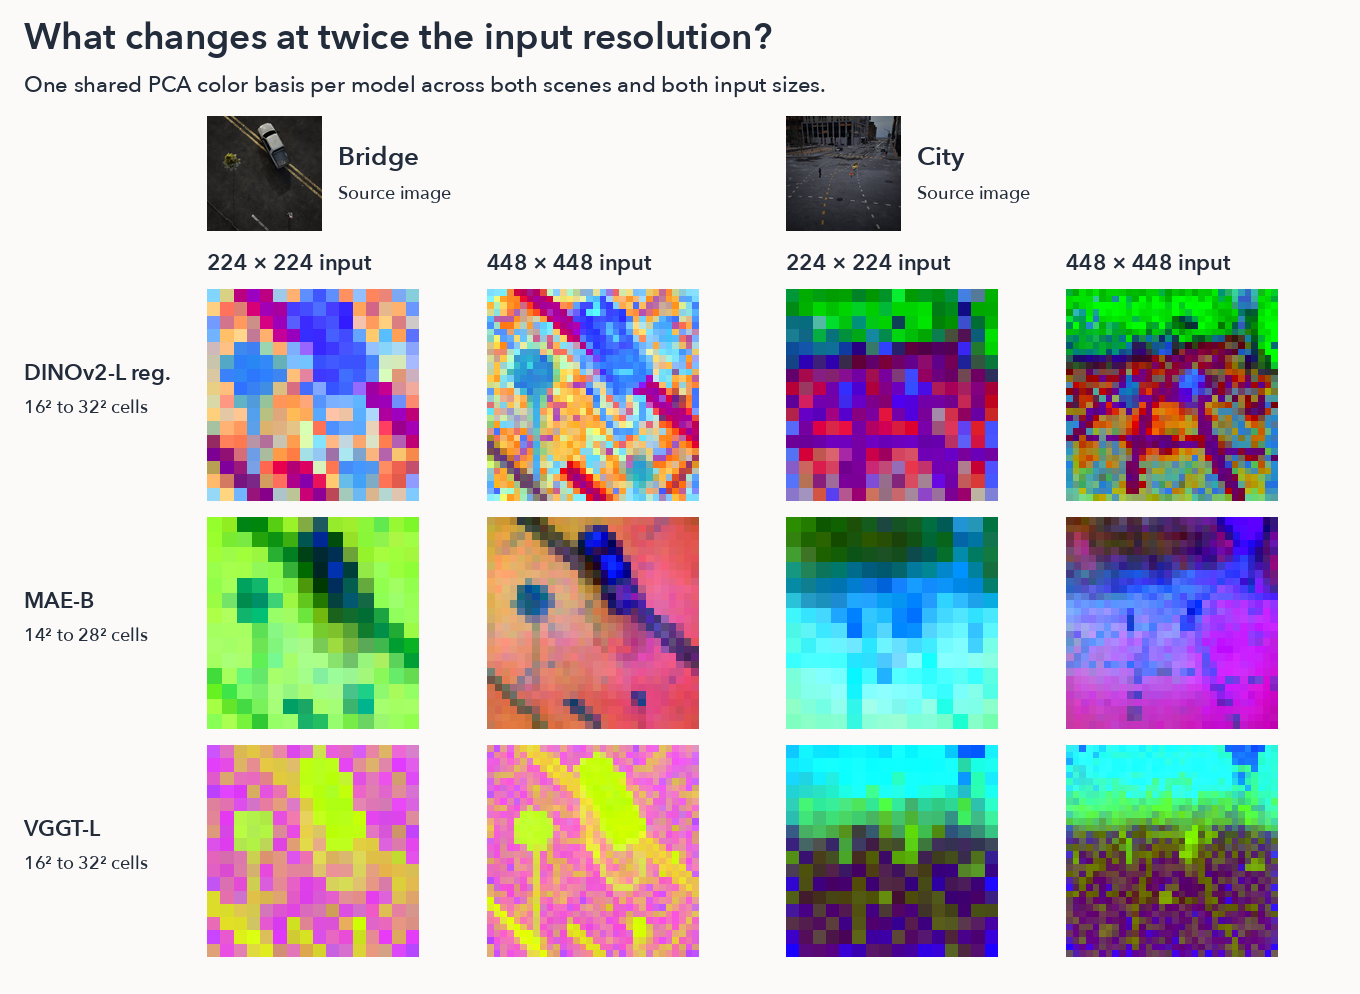 What changes at twice the input resolution?
One shared PCA color basis per model across both scenes and both input sizes.
Bridge
Source image
City
Source image
224 × 224 input
448 × 448 input
224 × 224 input
448 × 448 input
DINOv2-L reg.
16² to 32² cells
MAE-B
14² to 28² cells
VGGT-L
16² to 32² cells